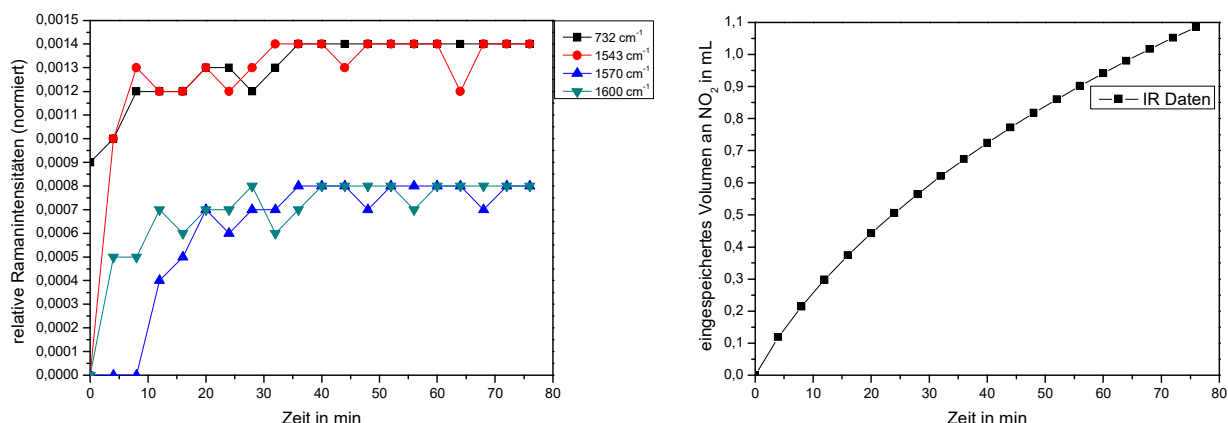 relative Ramanintensitäten (normiert)
0,0015
0,0014
0,0013
0,0012
0,0011
0,0010
0,0009
0,0008
0,0007
0,0006
0,0005
0,0004
0,0003
0,0002
0,0001
0,0000
0 10 20 30 40 50 60 70 80
Zeit in min
732 cm⁻¹
1543 cm⁻¹
1570 cm⁻¹
1600 cm⁻¹
eingespeichertes Volumen an NO₂ in mL
1,1
1,0
0,9
0,8
0,7
0,6
0,5
0,4
0,3
0,2
0,1
0,0
0 10 20 30 40 50 60 70 80
Zeit in min
IR Daten